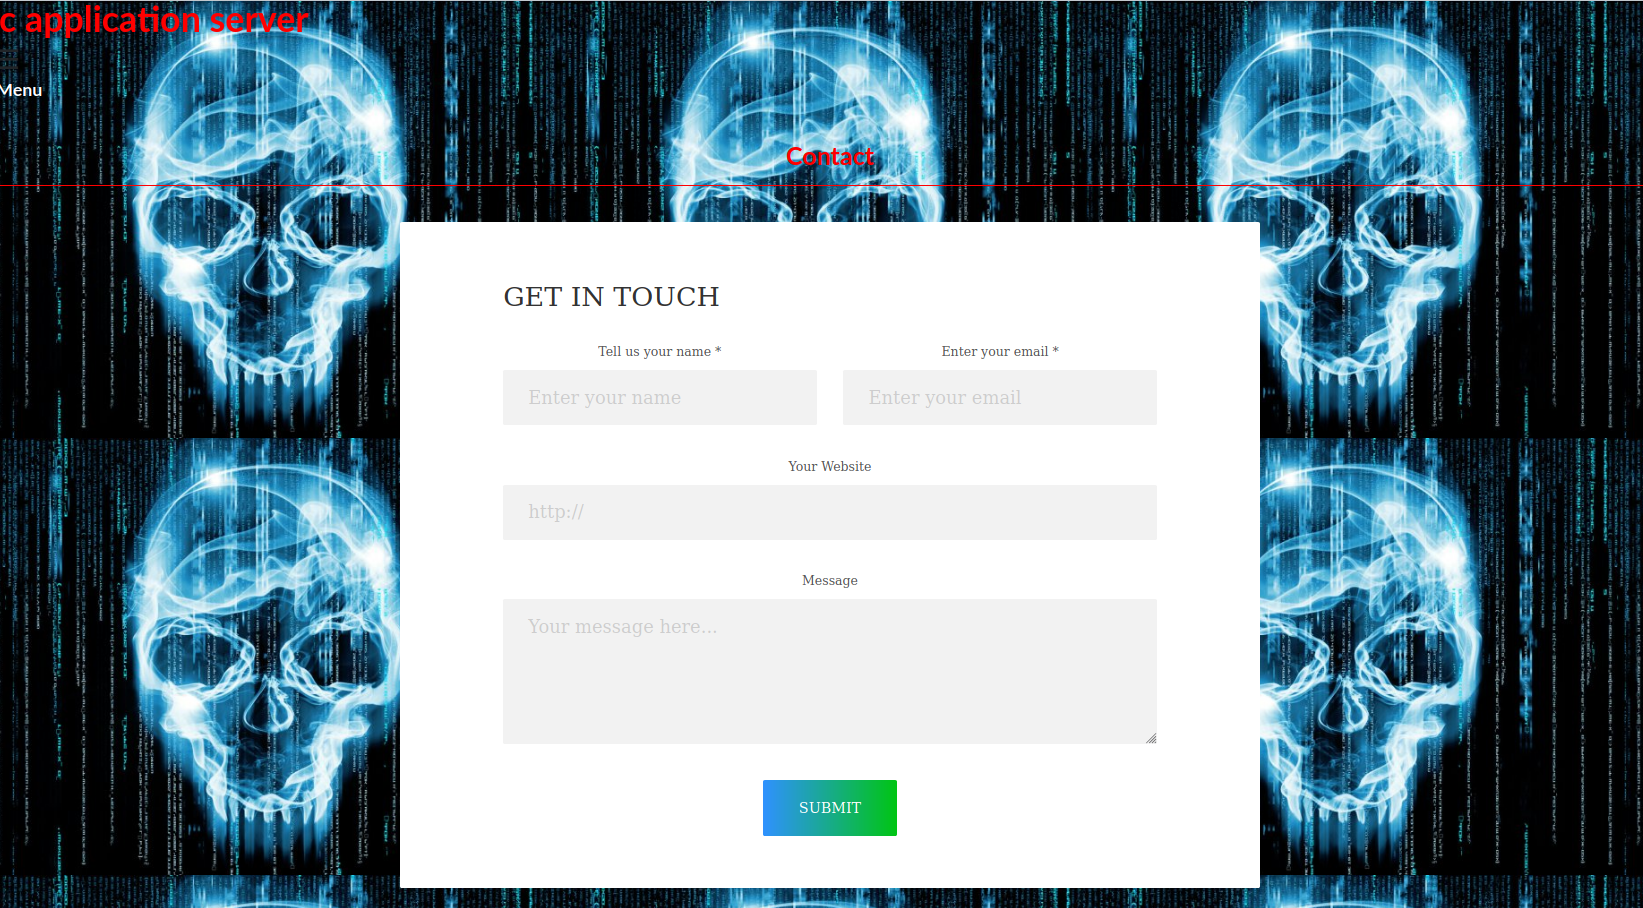 c application server
Menu
Contact
GET IN TOUCH
Tell us your name *
Enter your email *
Enter your name
Enter your email
Your Website
http://
Message
Your message here...
SUBMIT